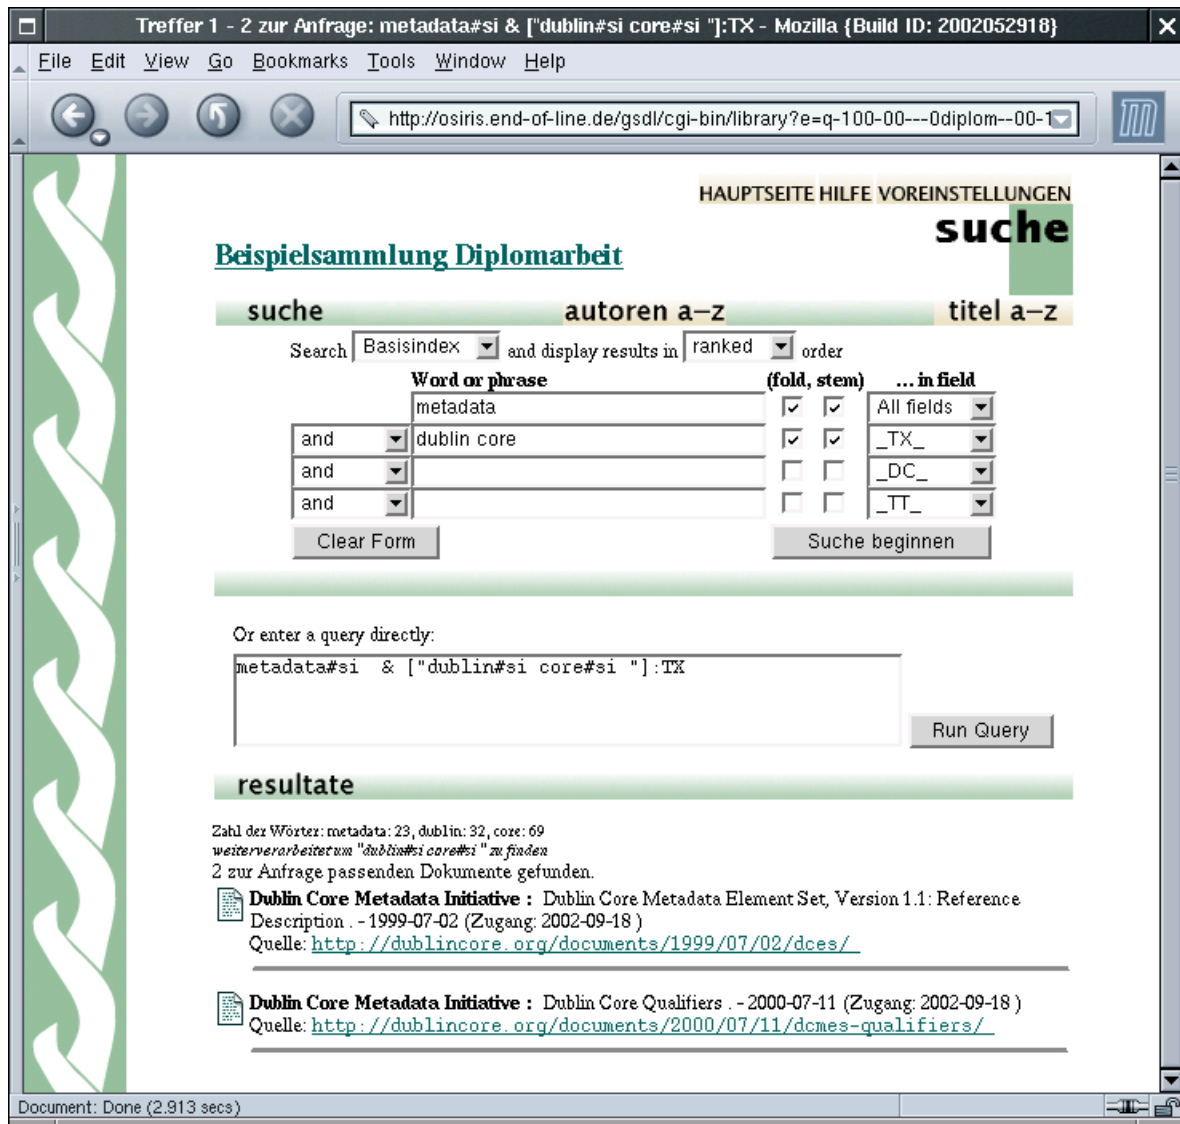 Treffer 1 - 2 zur Anfrage: metadata#si & ["dublin#si core#si "]:TX - Mozilla {Build ID: 2002052918}
File Edit View Go Bookmarks Tools Window Help
http://osiris.end-of-line.de/gsdl/cgi-bin/library?e=q-100-00---0diplom--00-1
HAUPTSEITE HILFE VOREINSTELLUNGEN
suche
Beispielsammlung Diplomarbeit
suche autoren a–z titel a–z
Search Basisindex and display results in ranked order
Word or phrase (fold, stem) ... in field
metadata All fields
and dublin core _TX_
and _DC_
and _TT_
Clear Form Suche beginnen
Or enter a query directly:
metadata#si & ["dublin#si core#si "]:TX
Run Query
resultate
Zahl der Wörter: metadata: 23, dublin: 32, core: 69
weiterverarbeitet um "dublin#si core#si " zu finden
2 zur Anfrage passenden Dokumente gefunden.
Dublin Core Metadata Initiative : Dublin Core Metadata Element Set, Version 1.1: Reference
Description . - 1999-07-02 (Zugang: 2002-09-18 )
Quelle: http://dublincore.org/documents/1999/07/02/dces/
Dublin Core Metadata Initiative : Dublin Core Qualifiers . - 2000-07-11 (Zugang: 2002-09-18 )
Quelle: http://dublincore.org/documents/2000/07/11/dcmes-qualifiers/
Document: Done (2.913 secs)